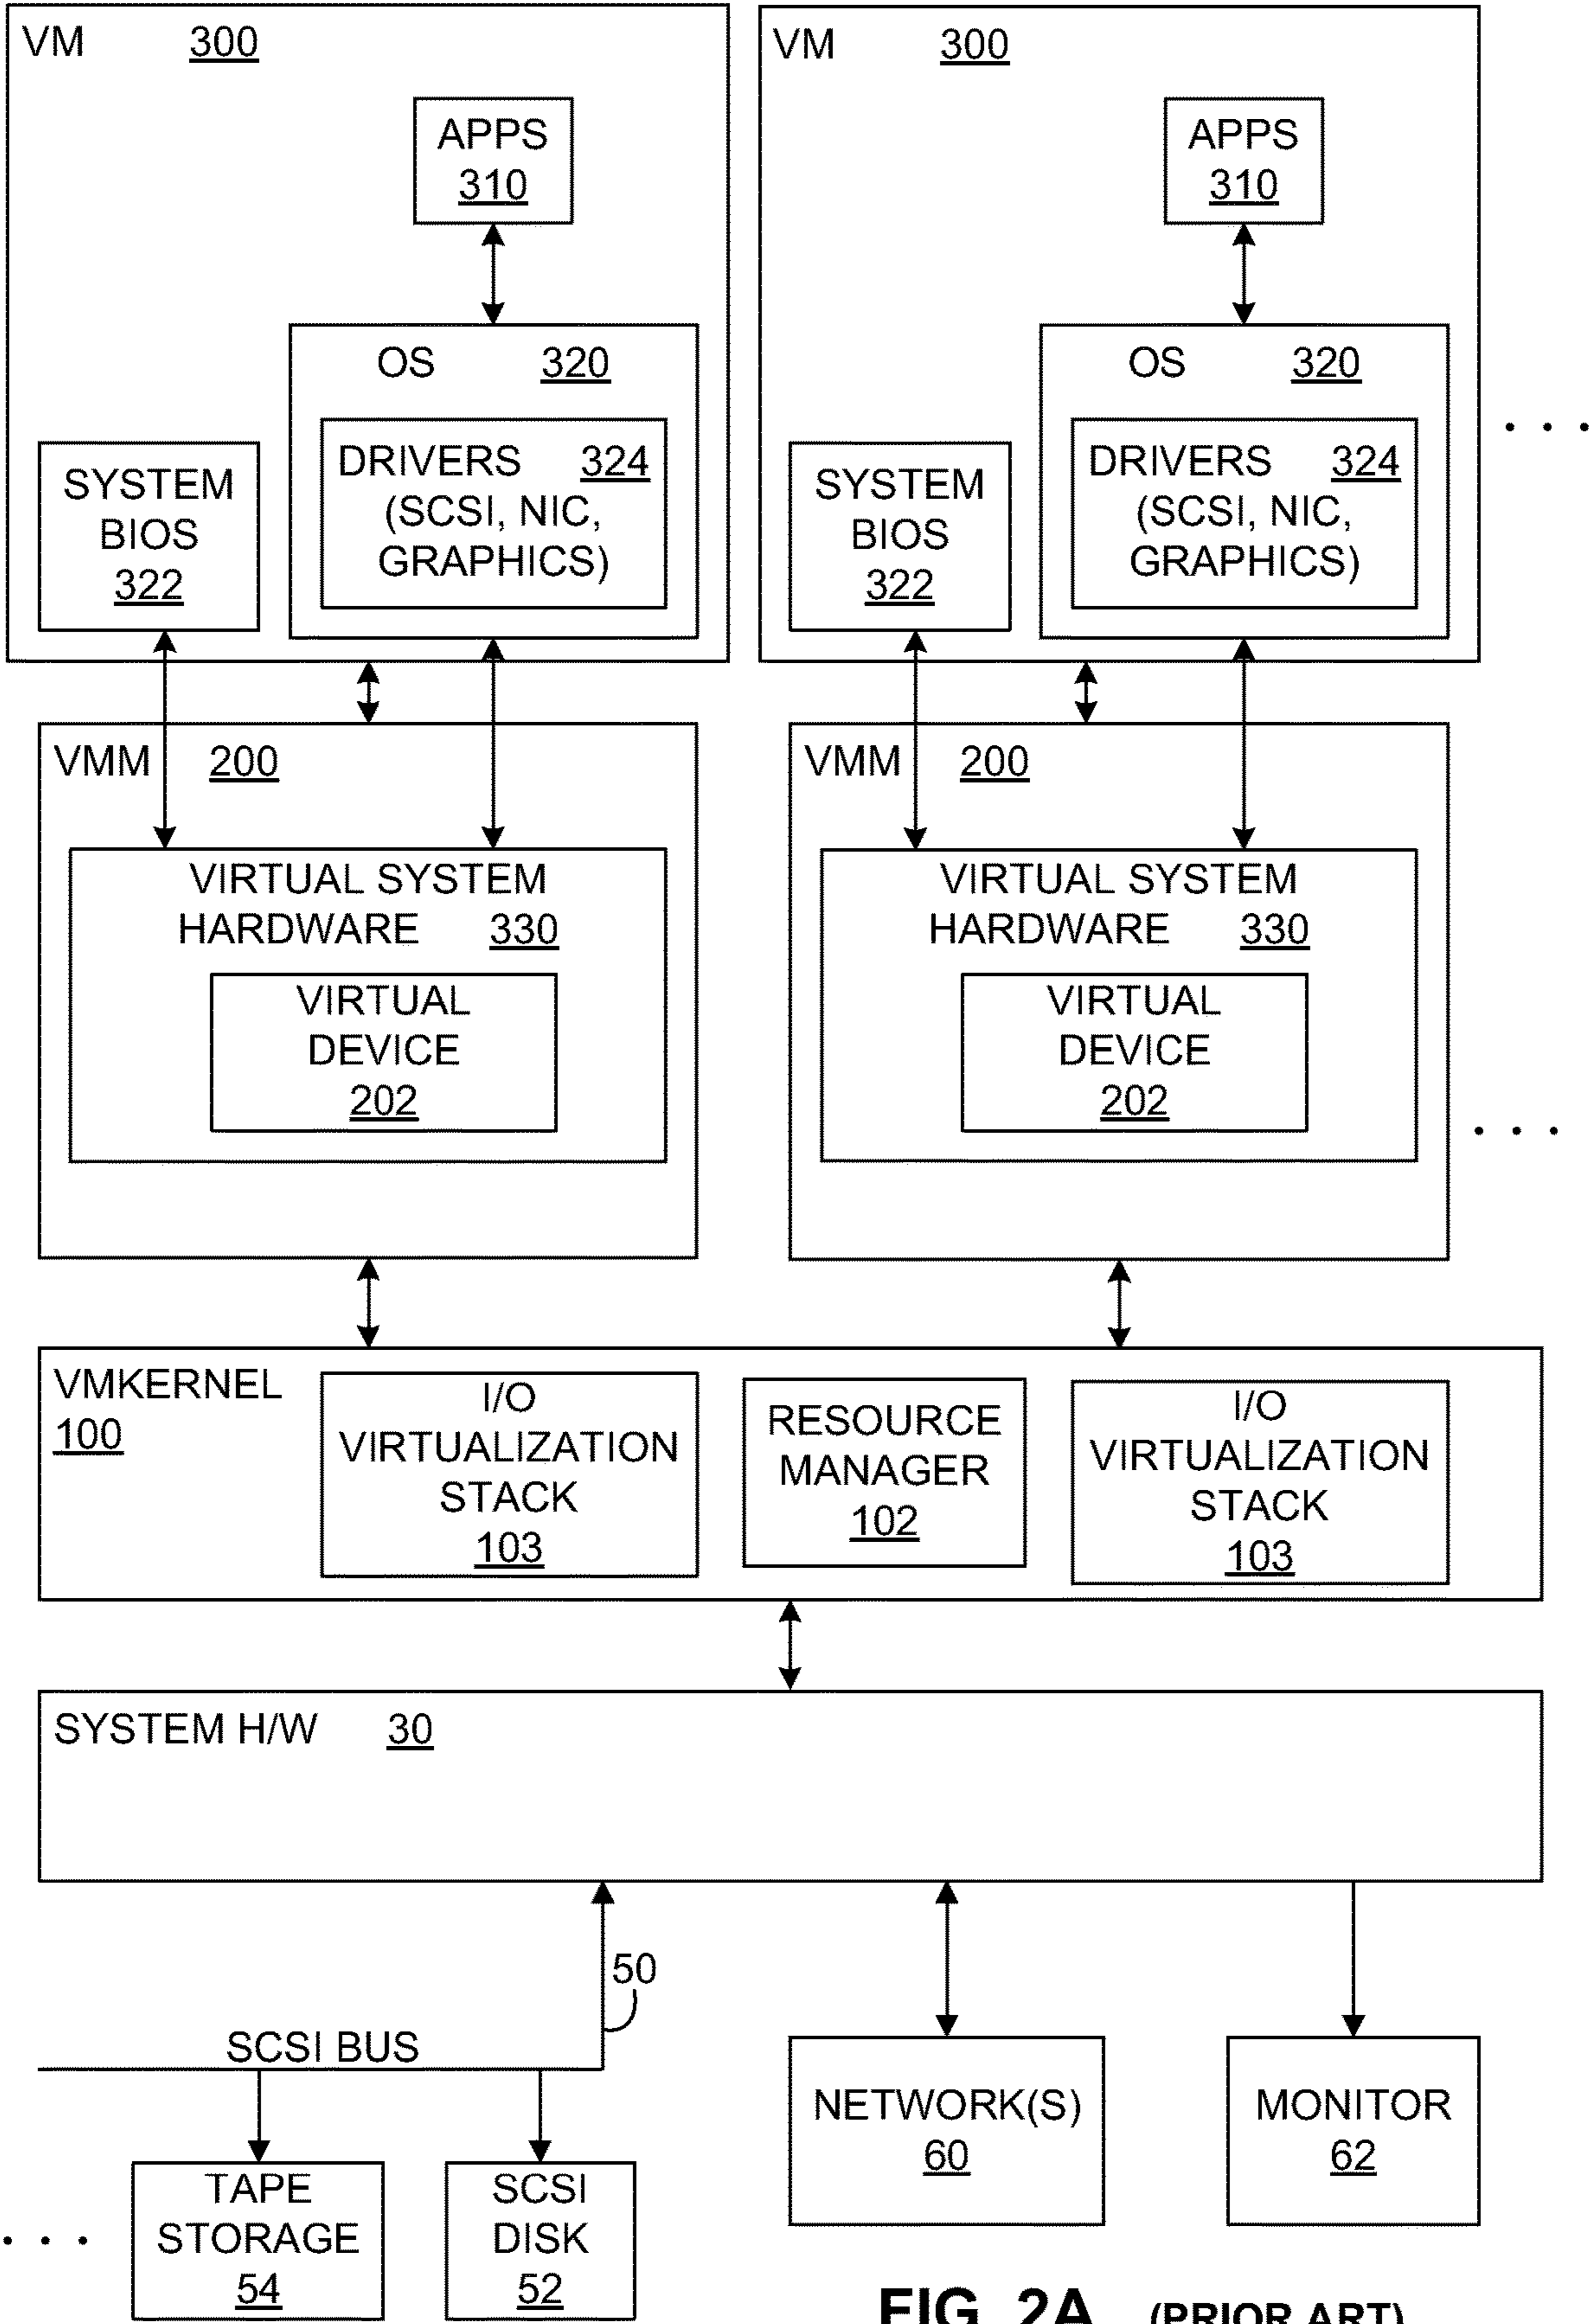 VM 300
APPS
310
OS 320
DRIVERS 324
(SCSI, NIC,
GRAPHICS)
SYSTEM
BIOS
322
VM 300
APPS
310
OS 320
DRIVERS 324
(SCSI, NIC,
GRAPHICS)
SYSTEM
BIOS
322
. . .
VMM 200
VIRTUAL SYSTEM
HARDWARE 330
VIRTUAL
DEVICE
202
VMM 200
VIRTUAL SYSTEM
HARDWARE 330
VIRTUAL
DEVICE
202
. . .
VMKERNEL
100
I/O
VIRTUALIZATION
STACK
103
RESOURCE
MANAGER
102
I/O
VIRTUALIZATION
STACK
103
SYSTEM H/W 30
50
SCSI BUS
. . .
TAPE
STORAGE
54
SCSI
DISK
52
NETWORK(S)
60
MONITOR
62
FIG. 2A (PRIOR ART)